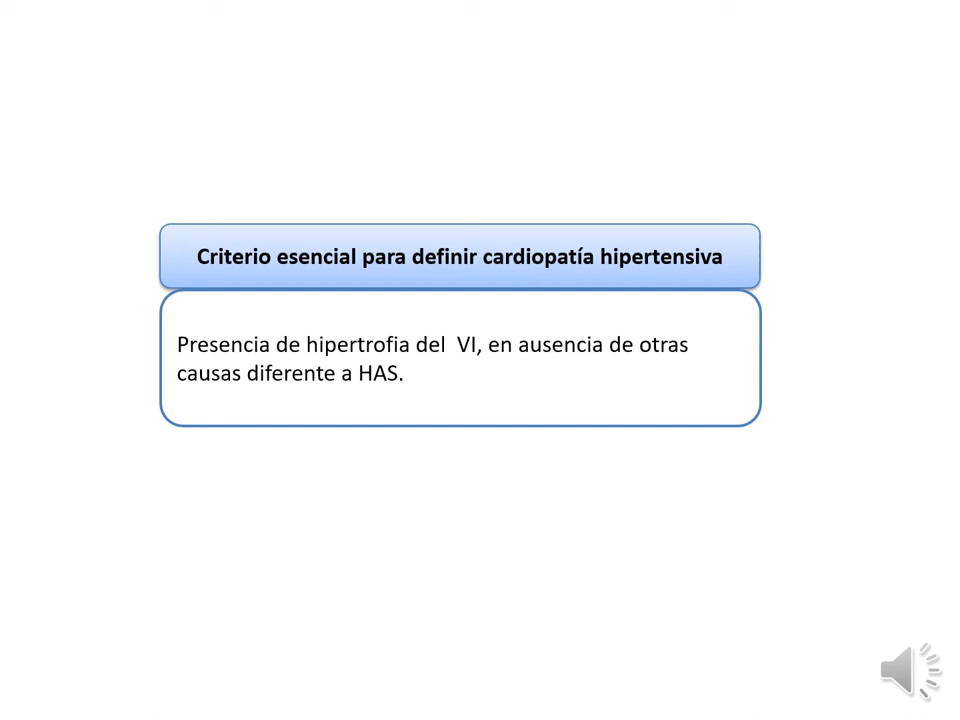 Criterio esencial para definir cardiopatía hipertensiva
Presencia de hipertrofia del  VI, en ausencia de otras
causas diferente a HAS.